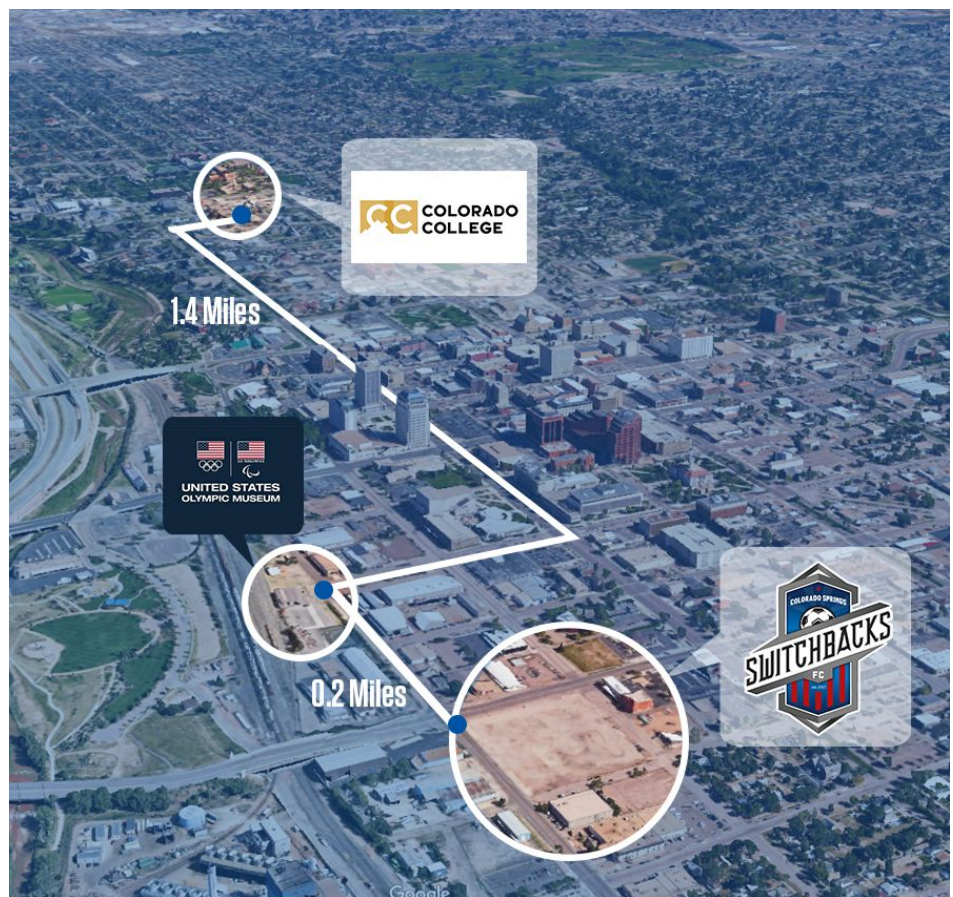 COLORADO
COLLEGE
1.4 Miles
UNITED STATES
OLYMPIC MUSEUM
COLORADO SPRINGS
SWITCHBACKS
FC
0.2 Miles
Google